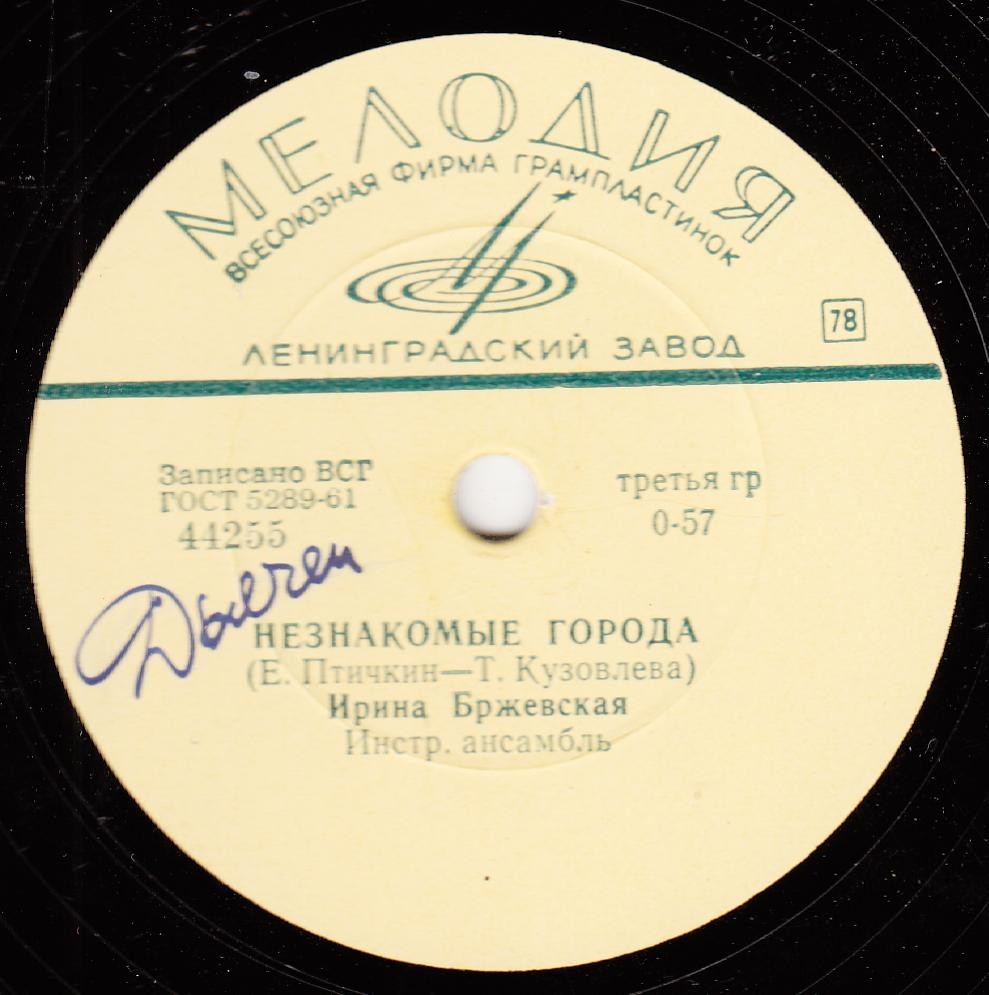 МЕЛОДИЯ
ВСЕСОЮЗНАЯ ФИРМА ГРАМПЛАСТИНОК
ЛЕНИНГРАДСКИЙ ЗАВОД
78
Записано ВСГ
ГОСТ 5289-61
44255
третья гр
0-57
НЕЗНАКОМЫЕ ГОРОДА
(Е. Птичкин—Т. Кузовлева)
Ирина Бржевская
Инстр. ансамбль